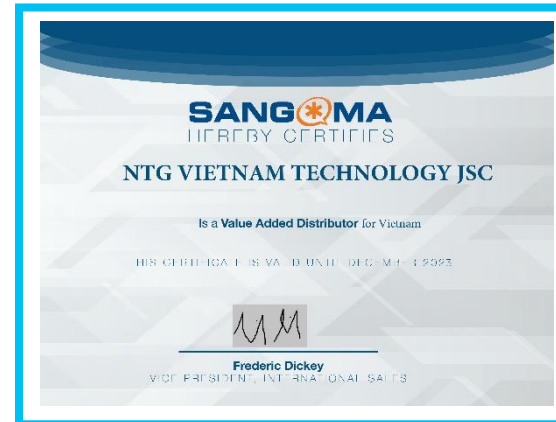 SANGOMA
HEREBY CERTIFIES
NTG VIETNAM TECHNOLOGY JSC
Is a Value Added Distributor for Vietnam
THIS CERTIFICATE IS VALID UNTIL DECEMBER 2023
Frederic Dickey
VICE PRESIDENT, INTERNATIONAL SALES